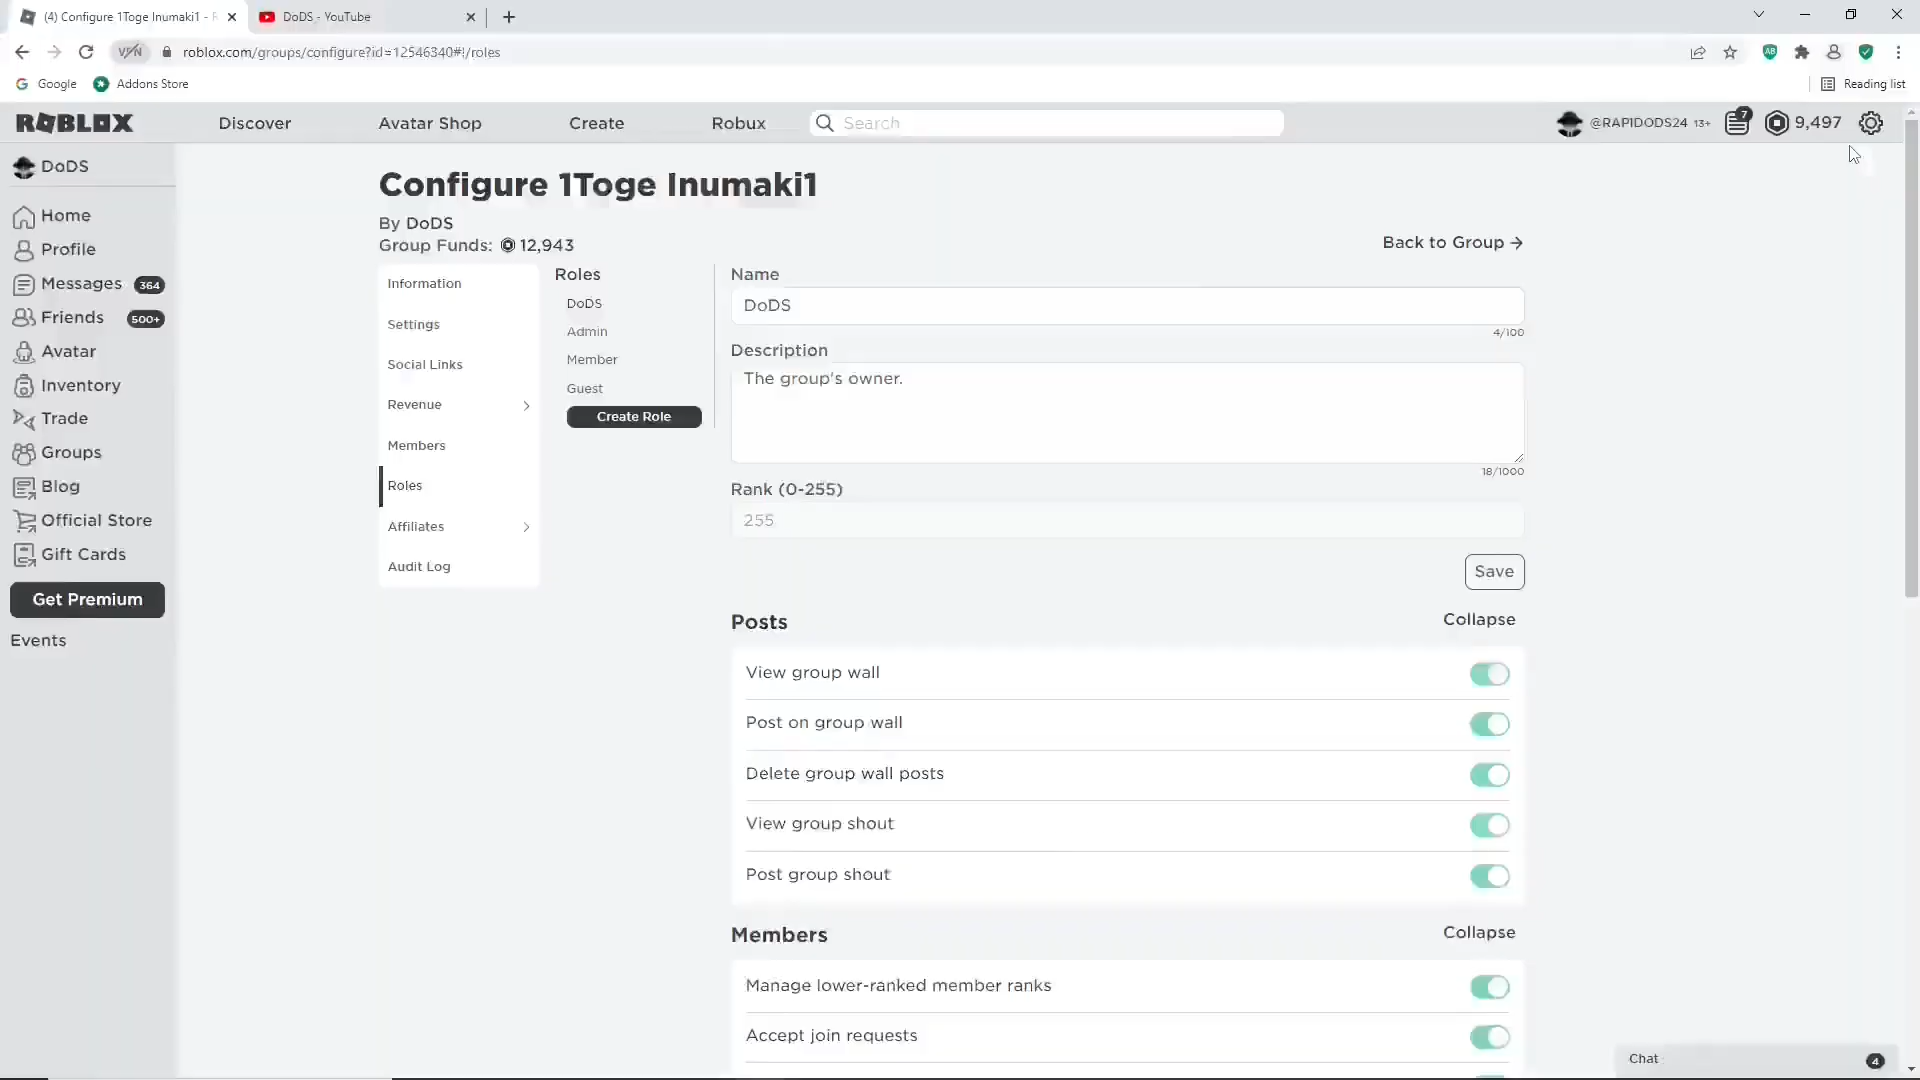 (4) Configure 1Toge Inumaki1 - R
DoDS - YouTube
VPN
roblox.com/groups/configure?id=12546340#!/roles
Google
Addons Store
Reading list
ROBLOX
Discover
Avatar Shop
Create
Robux
Search
@RAPIDODS24 13+
7
9,497
DoDS
Home
Profile
Messages 364
Friends 500+
Avatar
Inventory
Trade
Groups
Blog
Official Store
Gift Cards
Get Premium
Events
Configure 1Toge Inumaki1
By DoDS
Group Funds: 12,943
Back to Group →
Information
Settings
Social Links
Revenue
Members
Roles
Affiliates
Audit Log
Roles
DoDS
Admin
Member
Guest
Create Role
Name
DoDS
4/100
Description
The group's owner.
18/1000
Rank (0-255)
255
Save
Posts
Collapse
View group wall
Post on group wall
Delete group wall posts
View group shout
Post group shout
Members
Collapse
Manage lower-ranked member ranks
Accept join requests
Chat
4